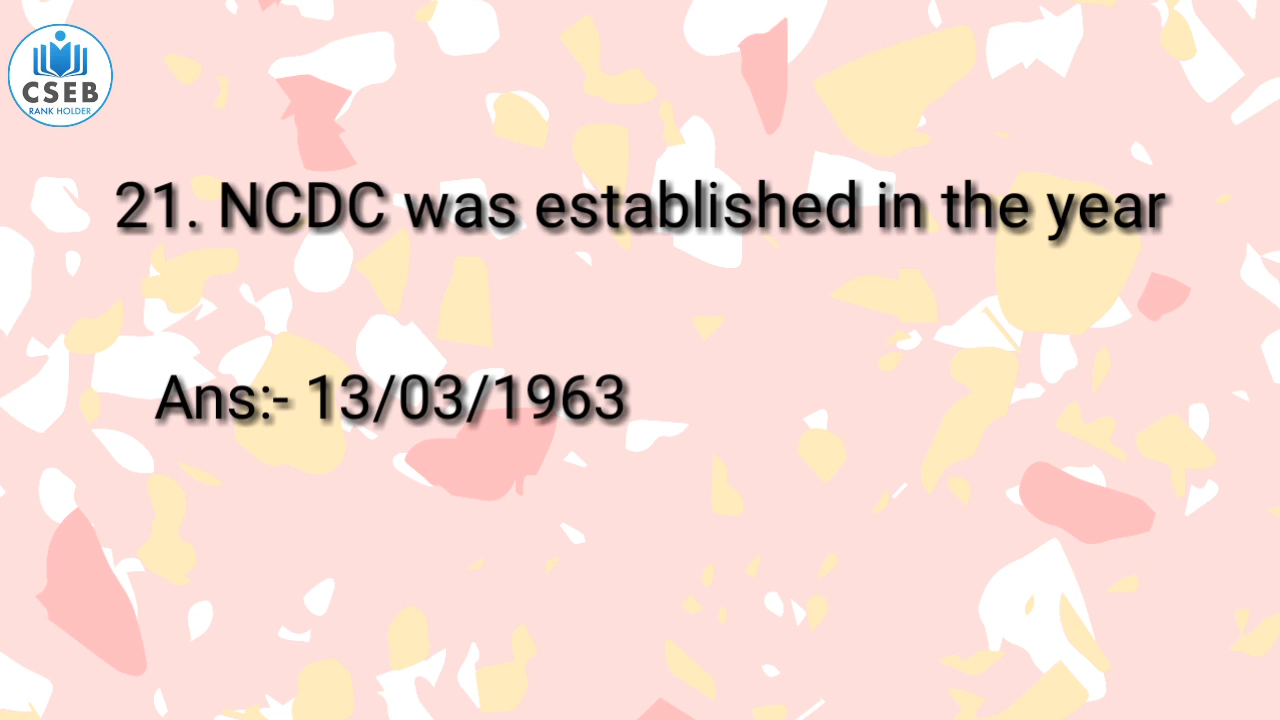 CSEB
RANK HOLDER
21. NCDC was established in the year
Ans:- 13/03/1963